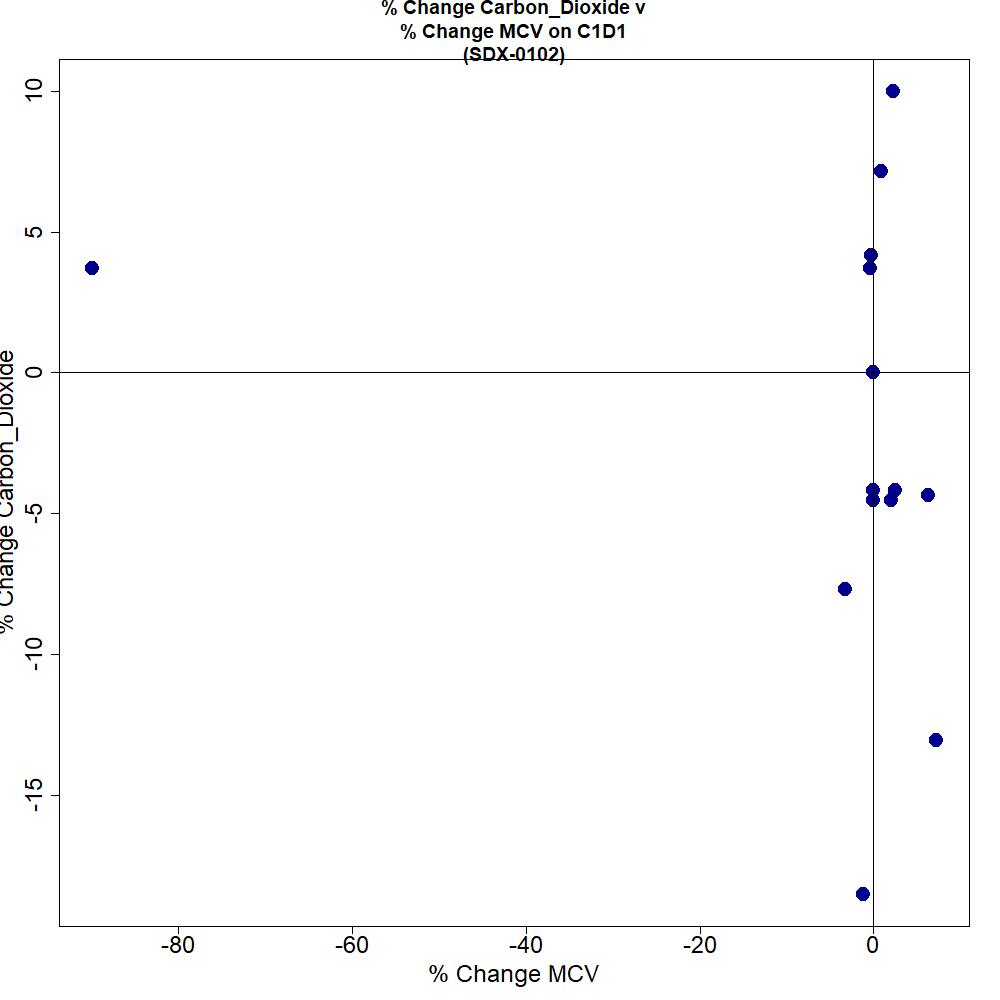 % Change Carbon_Dioxide v
% Change MCV on C1D1
(SDX-0102)
10
5
0
-5
-10
-15
% Change Carbon_Dioxide
-80
-60
-40
-20
0
% Change MCV